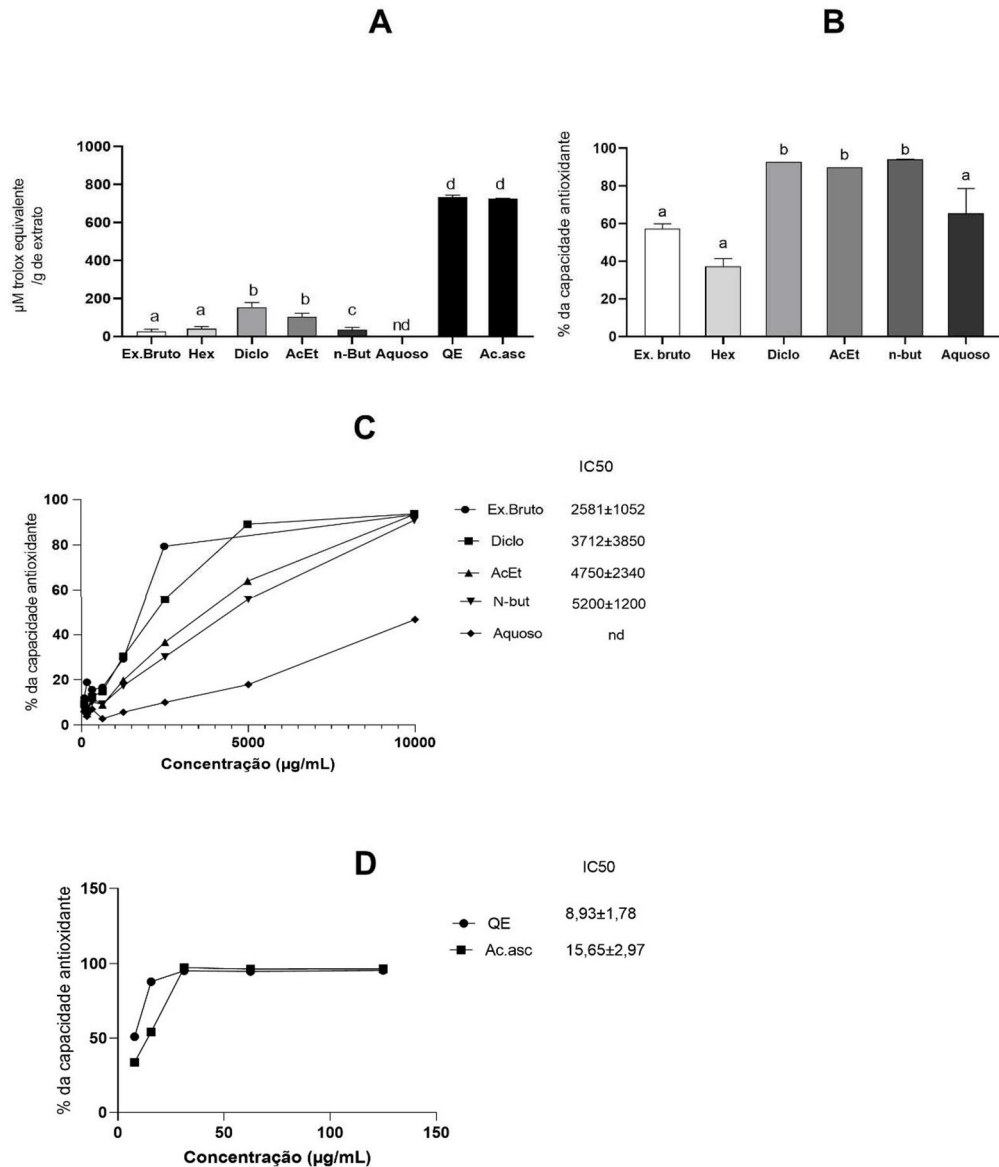 A
µM trolox equivalente
/g de extrato
1000
800
600
400
200
0
a
a
b
b
c
nd
d
d
Ex.Bruto Hex Diclo AcEt n-But Aquoso QE Ac.asc
B
% da capacidade antioxidante
100
80
60
40
20
0
a
a
b
b
b
a
Ex. bruto Hex Diclo AcEt n-but Aquoso
C
% da capacidade antioxidante
100
80
60
40
20
0
0 5000 10000
Concentração (µg/mL)
IC50
Ex.Bruto 2581±1052
Diclo 3712±3850
AcEt 4750±2340
N-but 5200±1200
Aquoso nd
D
% da capacidade antioxidante
150
100
50
0
0 50 100 150
Concentração (µg/mL)
IC50
QE 8,93±1,78
Ac.asc 15,65±2,97